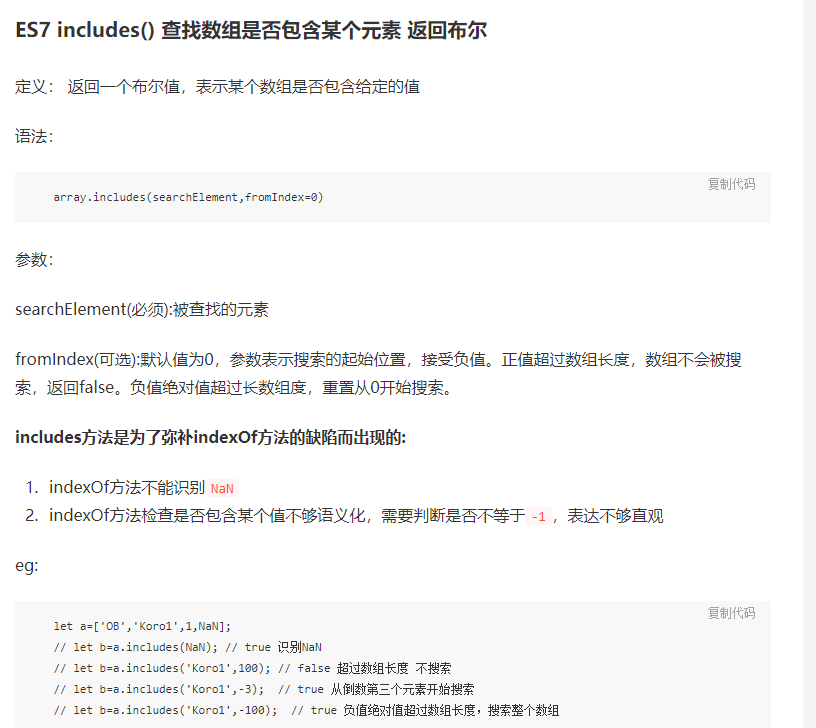 ES7 includes() 查找数组是否包含某个元素 返回布尔
定义： 返回一个布尔值，表示某个数组是否包含给定的值
语法：
复制代码
array.includes(searchElement,fromIndex=0)
参数：
searchElement(必须):被查找的元素
fromIndex(可选):默认值为0，参数表示搜索的起始位置，接受负值。正值超过数组长度，数组不会被搜
索，返回false。负值绝对值超过长数组度，重置从0开始搜索。
includes方法是为了弥补indexOf方法的缺陷而出现的:
1. indexOf方法不能识别 NaN
2. indexOf方法检查是否包含某个值不够语义化，需要判断是否不等于 -1 ，表达不够直观
eg:
复制代码
let a=['OB','Koro1',1,NaN];
// let b=a.includes(NaN); // true 识别NaN
// let b=a.includes('Koro1',100); // false 超过数组长度 不搜索
// let b=a.includes('Koro1',-3);  // true 从倒数第三个元素开始搜索
// let b=a.includes('Koro1',-100);  // true 负值绝对值超过数组长度，搜索整个数组